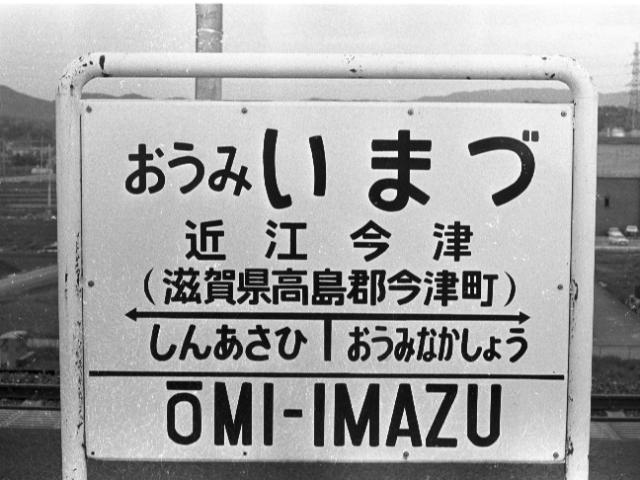 おうみいまづ
近江今津
(滋賀県高島郡今津町)
しんあさひ おうみなかしょう
ŌMI-IMAZU